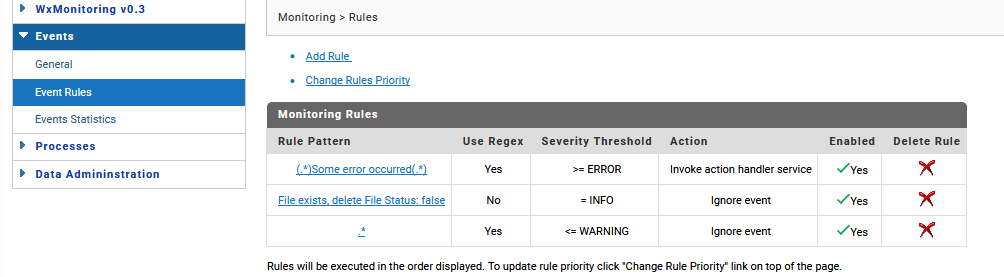 WxMonitoring v0.3
Events
General
Event Rules
Events Statistics
Processes
Data Admininstration
Monitoring > Rules
Add Rule
Change Rules Priority
Monitoring Rules
Rule Pattern Use Regex Severity Threshold Action Enabled Delete Rule
(.*)Some error occurred(.*) Yes >= ERROR Invoke action handler service Yes
File exists, delete File Status: false No = INFO Ignore event Yes
.* Yes <= WARNING Ignore event Yes
Rules will be executed in the order displayed. To update rule priority click "Change Rule Priority" link on top of the page.